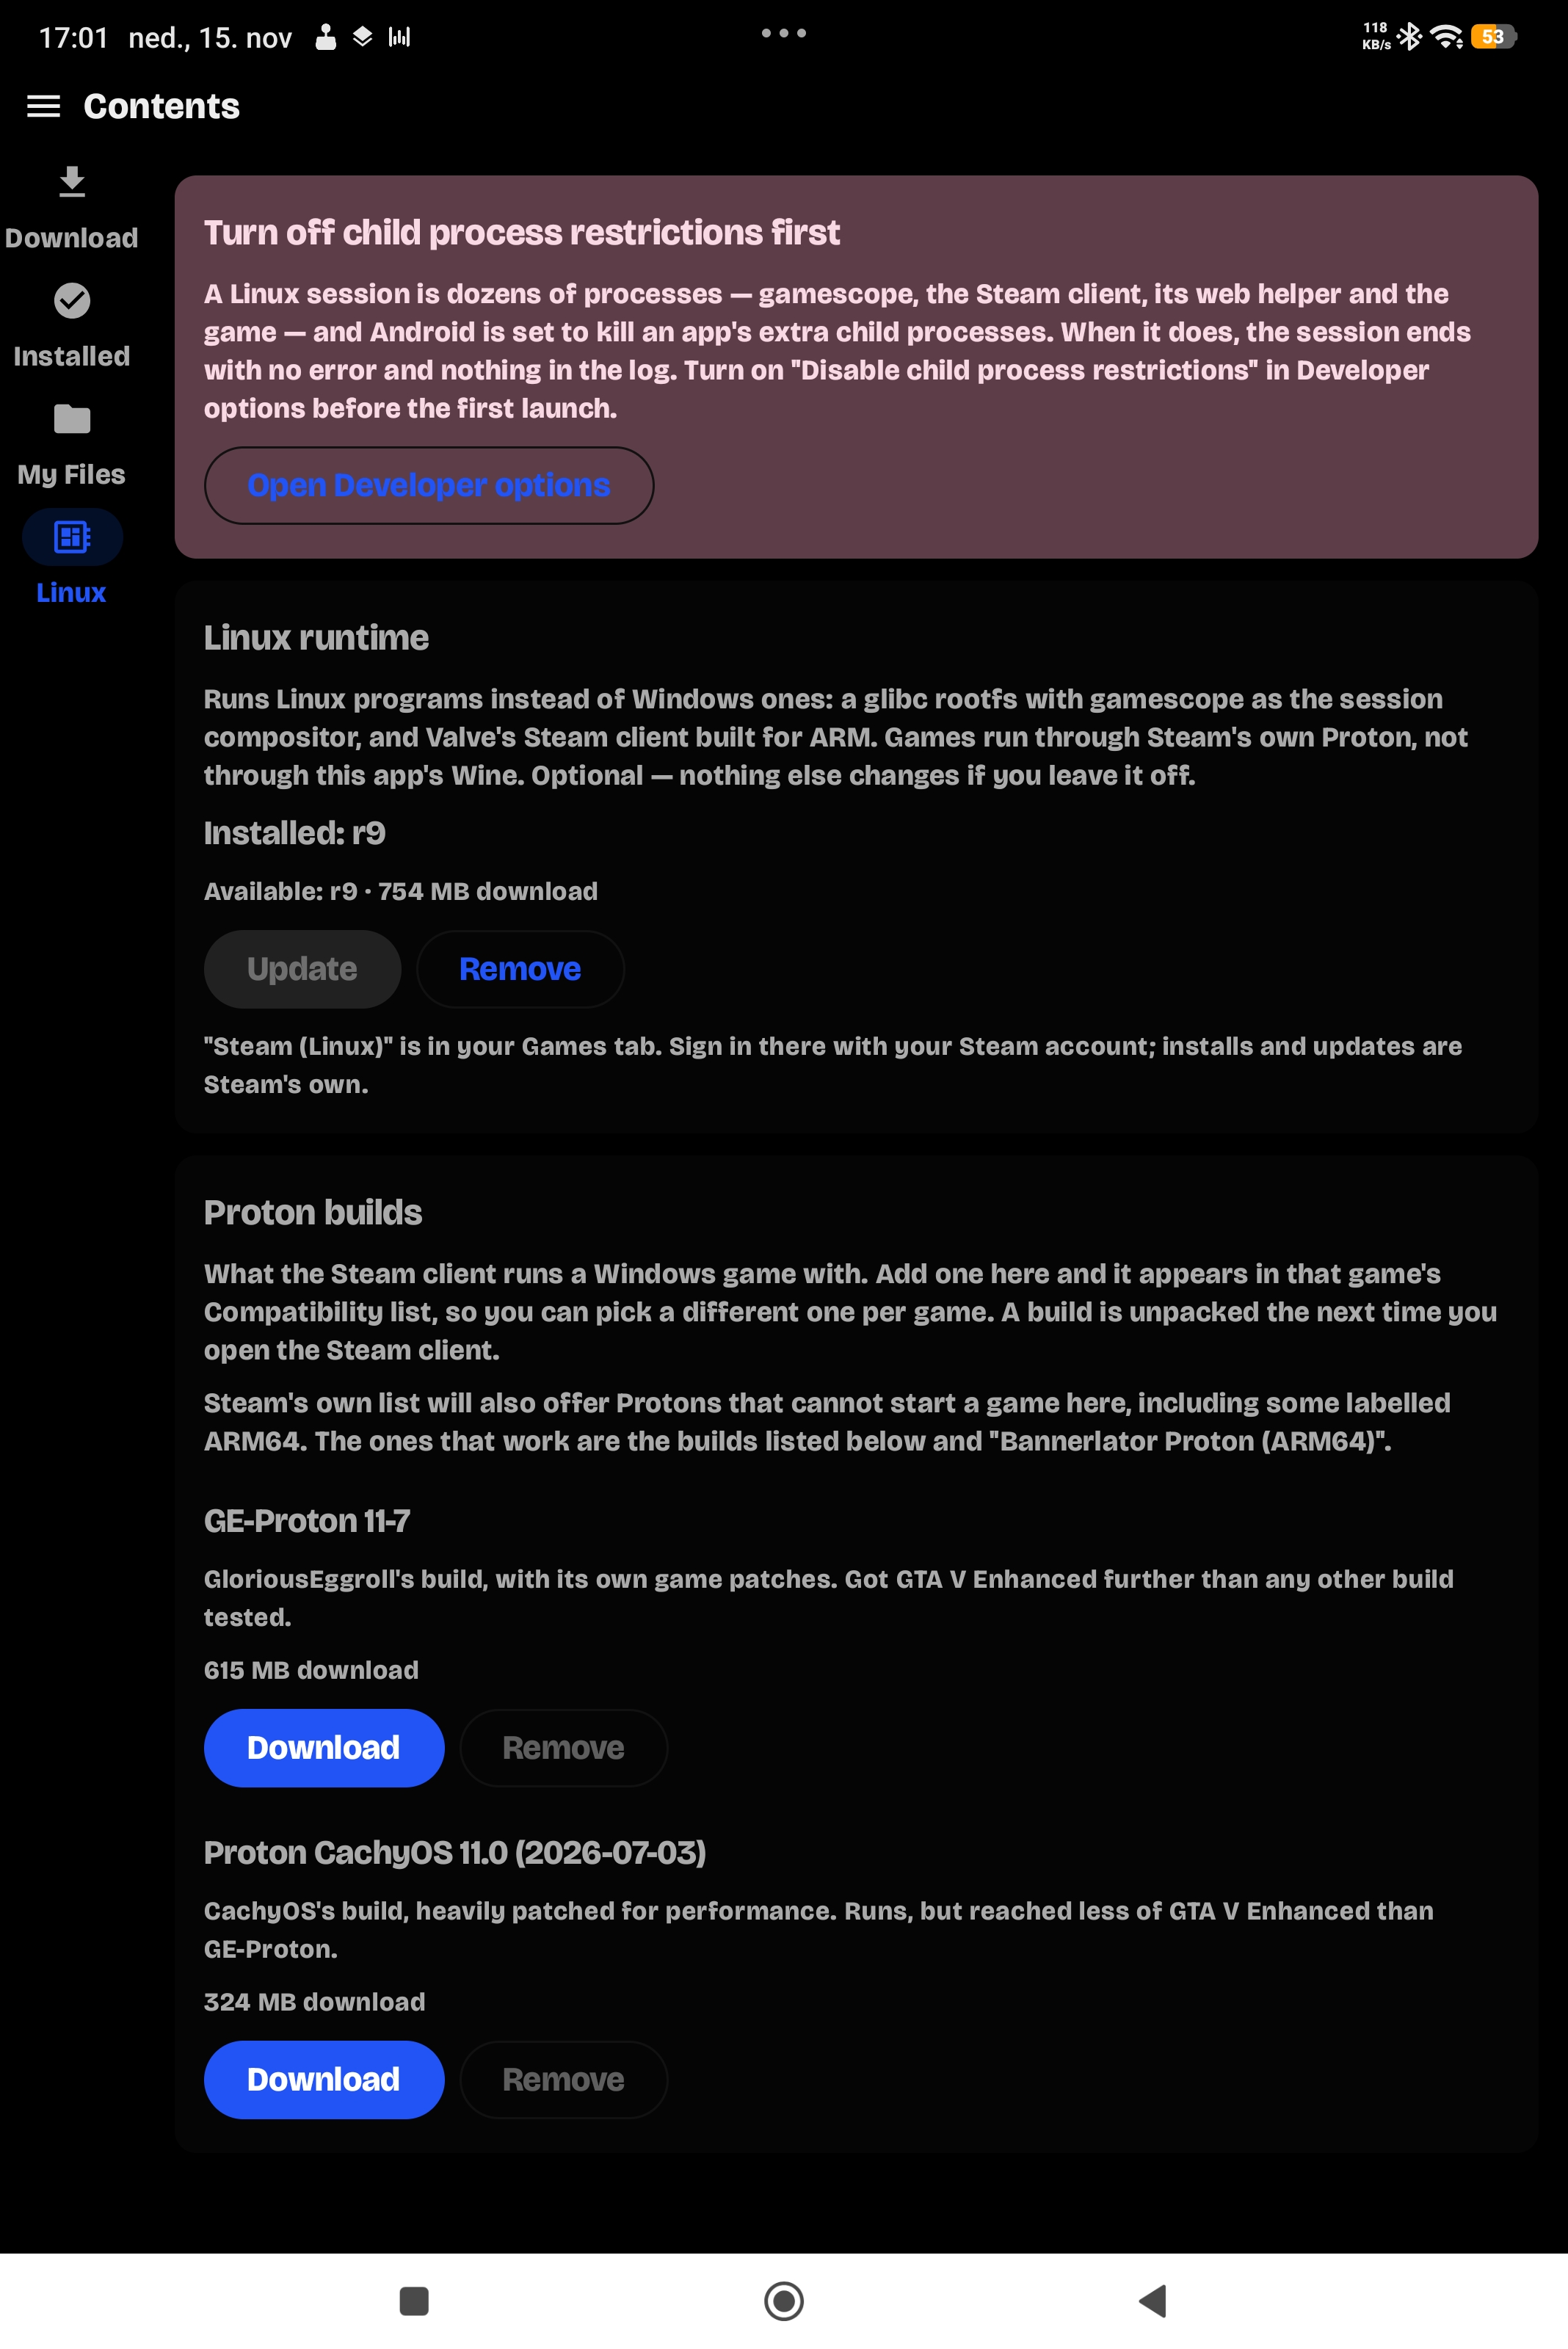 17:01 ned., 15. nov
118
KB/s
53
Contents
Download
Installed
My Files
Linux
Turn off child process restrictions first
A Linux session is dozens of processes — gamescope, the Steam client, its web helper and the
game — and Android is set to kill an app's extra child processes. When it does, the session ends
with no error and nothing in the log. Turn on "Disable child process restrictions" in Developer
options before the first launch.
Open Developer options
Linux runtime
Runs Linux programs instead of Windows ones: a glibc rootfs with gamescope as the session
compositor, and Valve's Steam client built for ARM. Games run through Steam's own Proton, not
through this app's Wine. Optional — nothing else changes if you leave it off.
Installed: r9
Available: r9 · 754 MB download
Update Remove
"Steam (Linux)" is in your Games tab. Sign in there with your Steam account; installs and updates are
Steam's own.
Proton builds
What the Steam client runs a Windows game with. Add one here and it appears in that game's
Compatibility list, so you can pick a different one per game. A build is unpacked the next time you
open the Steam client.
Steam's own list will also offer Protons that cannot start a game here, including some labelled
ARM64. The ones that work are the builds listed below and "Bannerlator Proton (ARM64)".
GE-Proton 11-7
GloriousEggroll's build, with its own game patches. Got GTA V Enhanced further than any other build
tested.
615 MB download
Download Remove
Proton CachyOS 11.0 (2026-07-03)
CachyOS's build, heavily patched for performance. Runs, but reached less of GTA V Enhanced than
GE-Proton.
324 MB download
Download Remove